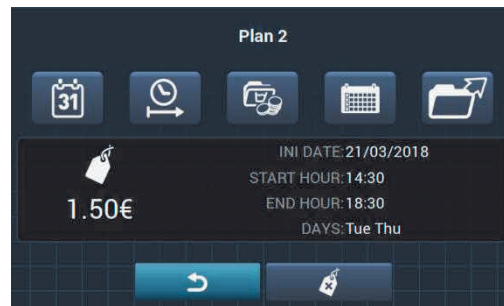 Plan 2
31
INI DATE:21/03/2018
START HOUR:14:30
1.50€
END HOUR:18:30
DAYS:Tue Thu